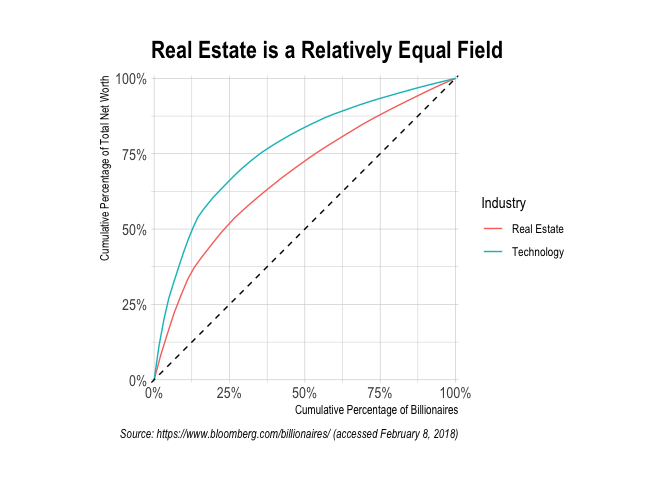 Real Estate is a Relatively Equal Field
Cumulative Percentage of Total Net Worth
100%
75%
50%
25%
0%
0% 25% 50% 75% 100%
Cumulative Percentage of Billionaires
Industry
Real Estate
Technology
Source: https://www.bloomberg.com/billionaires/ (accessed February 8, 2018)